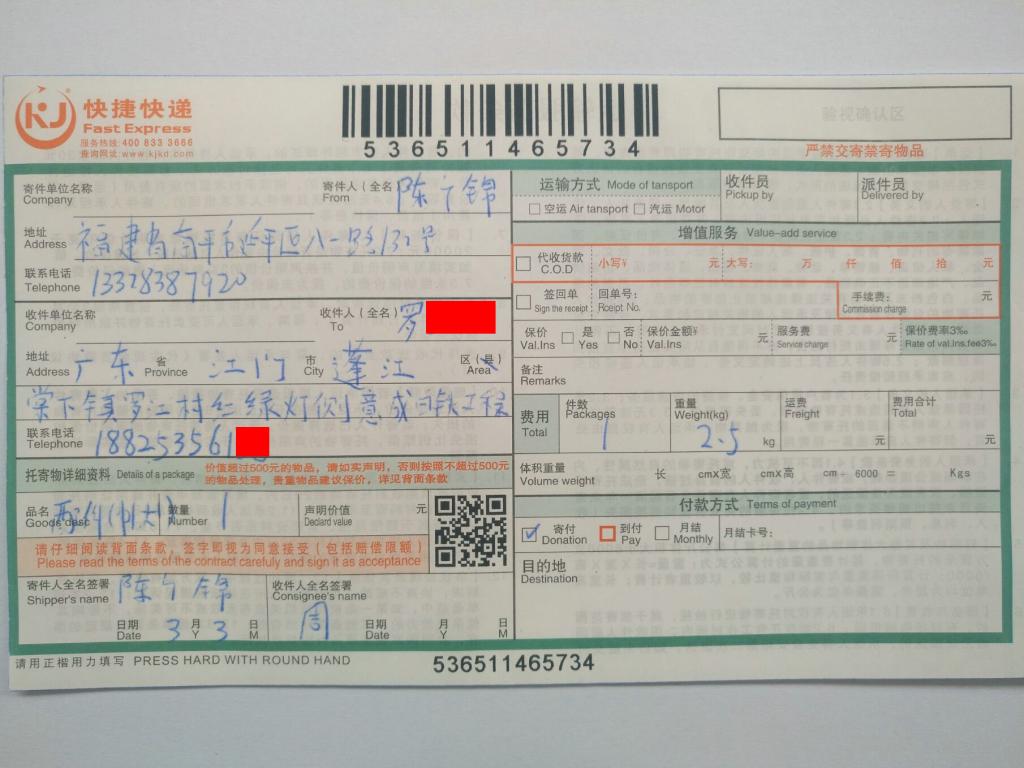 KJ 快捷快递
Fast Express
服务热线:400 833 3666
查询网址:www.kjkd.com
536511465734
验视确认区
严禁交寄禁寄物品
寄件单位名称 寄件人(全名) 陈 锦
Company From
地址 福建省南平市延平区八一路132号
Address
联系电话 13328387920
Telephone
收件单位名称 收件人(全名) 罗
Company To
地址 广东 省 江门 市 蓬江 区(县)
Address Province City Area
棠下镇罗江村红绿灯侧意成 铁工程
联系电话 188253561
Telephone
托寄物详细资料 Details of a package
价值超过500元的物品,请如实声明,否则按照不超过500元
的物品处理,贵重物品建议保价,详见背面条款
品名 配件 数量 1 声明价值 元
Goods desc Number Declard value
请仔细阅读背面条款,签字即视为同意接受(包括赔偿限额)
Please read the terms of the contract carefully and sign it as acceptance
寄件人全名签署 陈 锦 收件人全名签署
Shipper's name Consignee's name
周
日期 3 月 3 日 日期 月 日
Date Y M Date Y M
运输方式 Mode of tansport
空运 Air tansport 汽运 Motor
收件员
Pickup by
派件员
Delivered by
增值服务 Value-add service
代收货款 小写¥ 元 大写: 万 仟 佰 拾 元
C.O.D
签回单 回单号:
Sign the receipt Rceipt No.
手续费: 元
Commission charge
保价 是 否 保价金额¥ 元 服务费 元 保价费率3‰
Val.Ins Yes No Val.Ins Service charge Rate of val.Ins.fee3‰
备注
Remarks
费用 件数 重量 运费 费用合计
Total Packages Weight(kg) Freight Total
1 2.5 kg 元 元
体积重量 长 cmX宽 cmX高 cm÷ 6000 = Kgs
Volume weight
付款方式 Terms of payment
寄付 到付 月结 月结卡号:
Donation Pay Monthly
目的地
Destination
请用正楷用力填写 PRESS HARD WITH ROUND HAND
536511465734